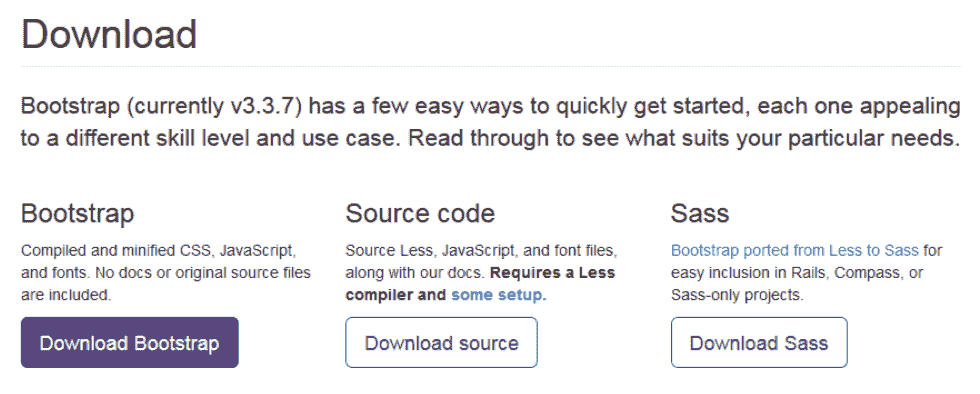 Download
Bootstrap (currently v3.3.7) has a few easy ways to quickly get started, each one appealing
to a different skill level and use case. Read through to see what suits your particular needs.
Bootstrap
Compiled and minified CSS, JavaScript,
and fonts. No docs or original source files
are included.
Download Bootstrap
Source code
Source Less, JavaScript, and font files,
along with our docs. Requires a Less
compiler and some setup.
Download source
Sass
Bootstrap ported from Less to Sass for
easy inclusion in Rails, Compass, or
Sass-only projects.
Download Sass